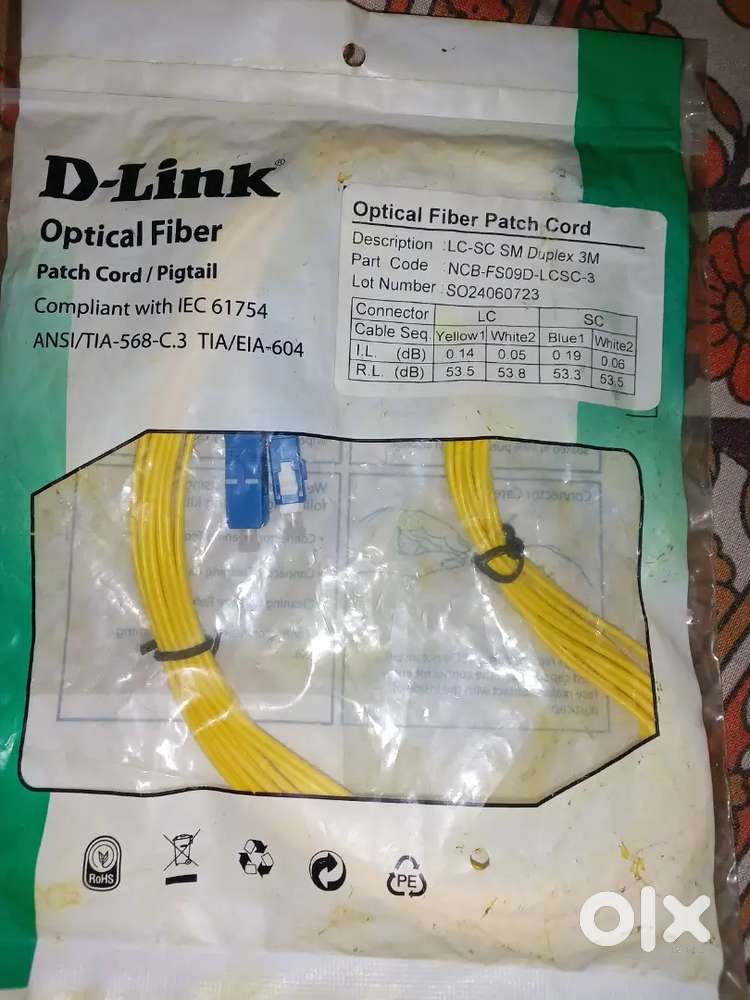 D-Link®
Optical Fiber
Patch Cord / Pigtail
Compliant with IEC 61754
ANSI/TIA-568-C.3 TIA/EIA-604
Optical Fiber Patch Cord
Description : LC-SC SM Duplex 3M
Part Code : NCB-FS09D-LCSC-3
Lot Number : SO24060723
Connector LC SC
Cable Seq. Yellow1 White2 Blue1 White2
I.L. (dB) 0.14 0.05 0.19 0.06
R.L. (dB) 53.5 53.8 53.3 53.5
Connector Care
RoHS
PE
olx